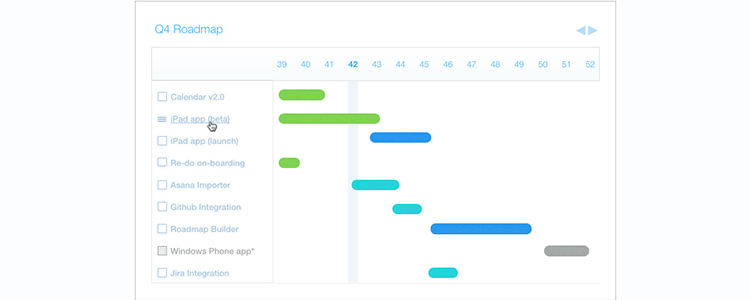 Q4 Roadmap
39 40 41 42 43 44 45 46 47 48 49 50 51 52
Calendar v2.0
iPad app (beta)
iPad app (launch)
Re-do on-boarding
Asana Importer
Github Integration
Roadmap Builder
Windows Phone app*
Jira Integration